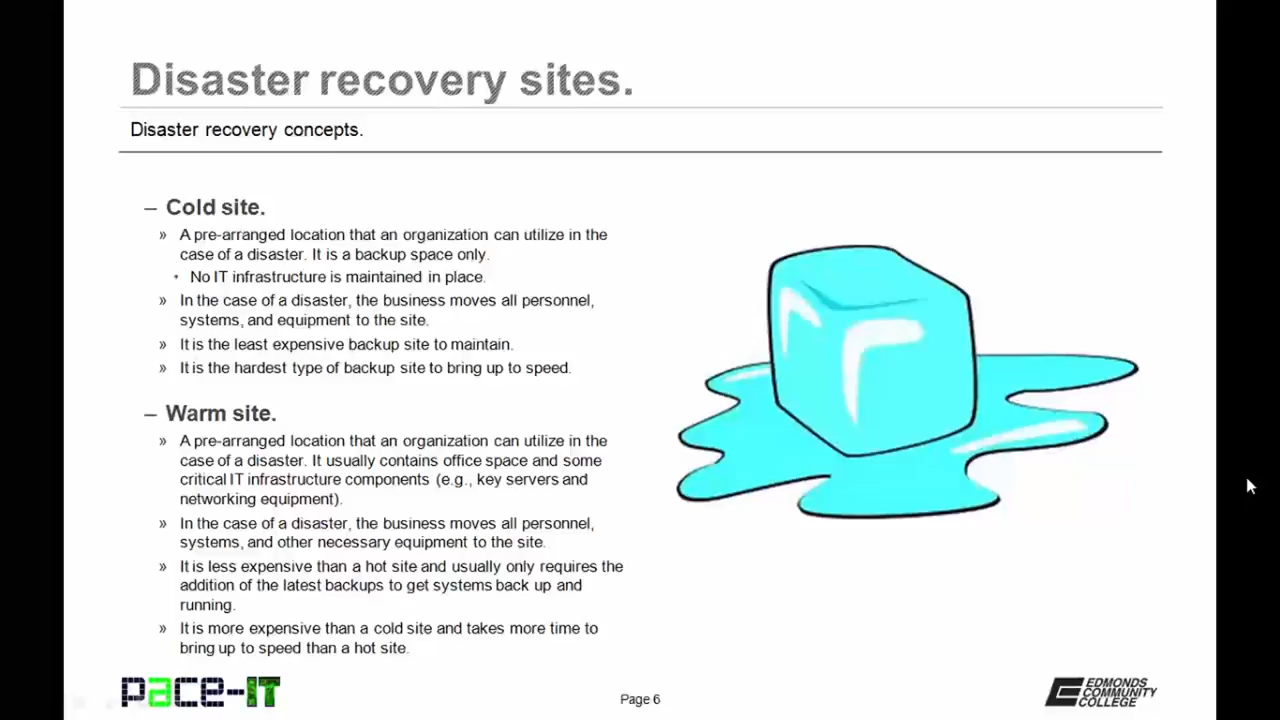 Disaster recovery sites.
Disaster recovery concepts.
– Cold site.
» A pre-arranged location that an organization can utilize in the
case of a disaster. It is a backup space only.
• No IT infrastructure is maintained in place.
» In the case of a disaster, the business moves all personnel,
systems, and equipment to the site.
» It is the least expensive backup site to maintain.
» It is the hardest type of backup site to bring up to speed.
– Warm site.
» A pre-arranged location that an organization can utilize in the
case of a disaster. It usually contains office space and some
critical IT infrastructure components (e.g., key servers and
networking equipment).
» In the case of a disaster, the business moves all personnel,
systems, and other necessary equipment to the site.
» It is less expensive than a hot site and usually only requires the
addition of the latest backups to get systems back up and
running.
» It is more expensive than a cold site and takes more time to
bring up to speed than a hot site.
pace-IT
Page 6
EDMONDS
COMMUNITY
COLLEGE